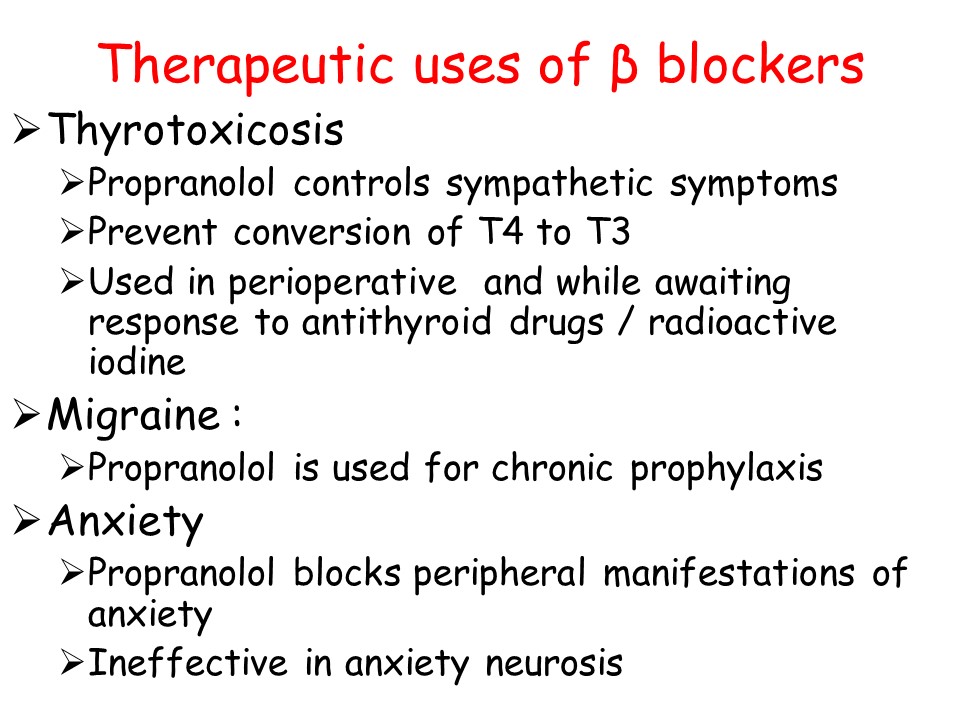 Therapeutic uses of β blockers
➢Thyrotoxicosis
➢Propranolol controls sympathetic symptoms
➢Prevent conversion of T4 to T3
➢Used in perioperative  and while awaiting
response to antithyroid drugs / radioactive
iodine
➢Migraine :
➢Propranolol is used for chronic prophylaxis
➢Anxiety
➢Propranolol blocks peripheral manifestations of
anxiety
➢Ineffective in anxiety neurosis